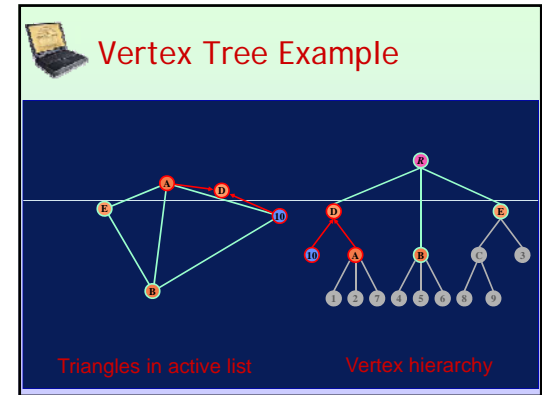 Vertex Tree Example
R
A
D
E
10
B
D
E
10
A
B
C
3
1 2 7 4 5 6 8 9
Triangles in active list
Vertex hierarchy